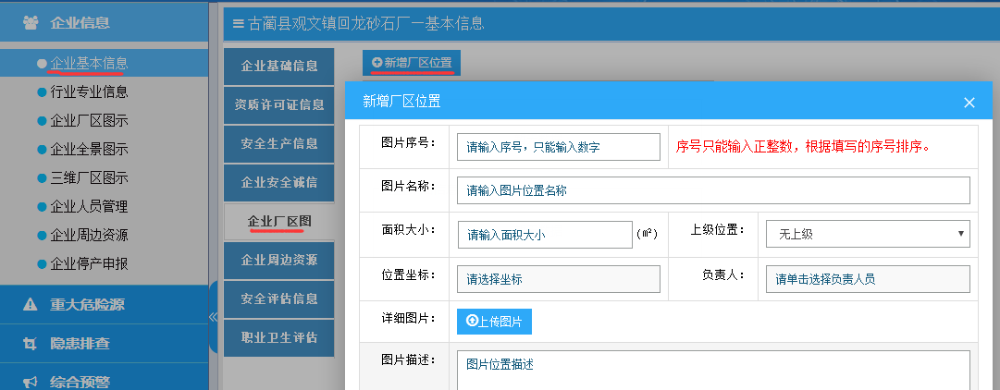 企业信息
企业基本信息
行业专业信息
企业厂区图示
企业全景图示
三维厂区图示
企业人员管理
企业周边资源
企业停产申报
重大危险源
隐患排查
综合预警
古蔺县观文镇回龙砂石厂—基本信息
企业基础信息
资质许可证信息
安全生产信息
企业安全诚信
企业厂区图
企业周边资源
安全评估信息
职业卫生评估
新增厂区位置
新增厂区位置
图片序号： 请输入序号，只能输入数字 序号只能输入正整数，根据填写的序号排序。
图片名称： 请输入图片位置名称
面积大小： 请输入面积大小 (㎡) 上级位置： 无上级
位置坐标： 请选择坐标 负责人： 请单击选择负责人员
详细图片： 上传图片
图片描述： 图片位置描述